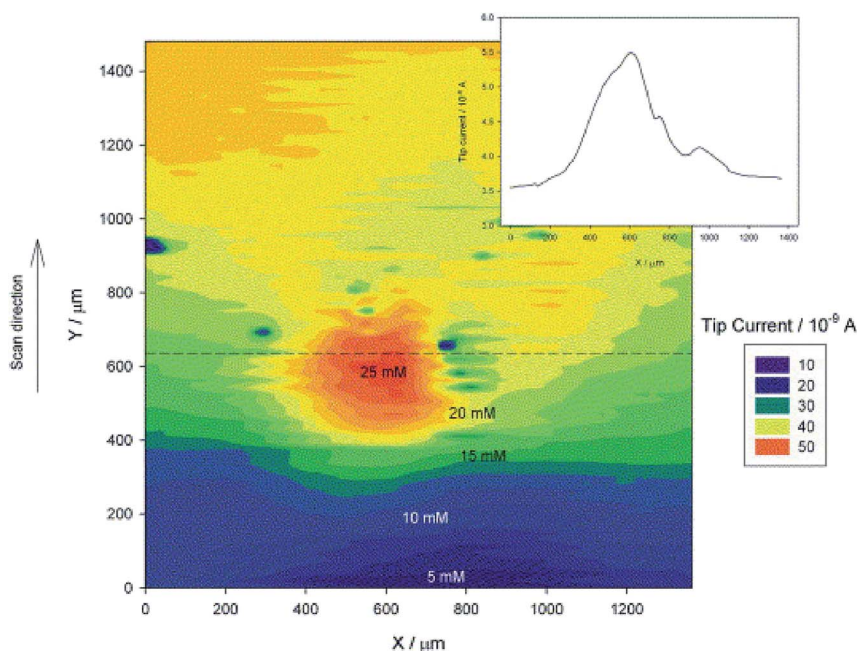 6.0
5.5
5.0
4.5
4.0
3.5
3.0
Tip current / 10⁻⁸ A
0 200 400 600 800 1000 1200 1400
X / μm
1400
1200
1000
800
600
400
200
0
Scan direction
Y / μm
25 mM
20 mM
15 mM
10 mM
5 mM
0 200 400 600 800 1000 1200
X / μm
Tip Current / 10⁻⁹ A
10
20
30
40
50